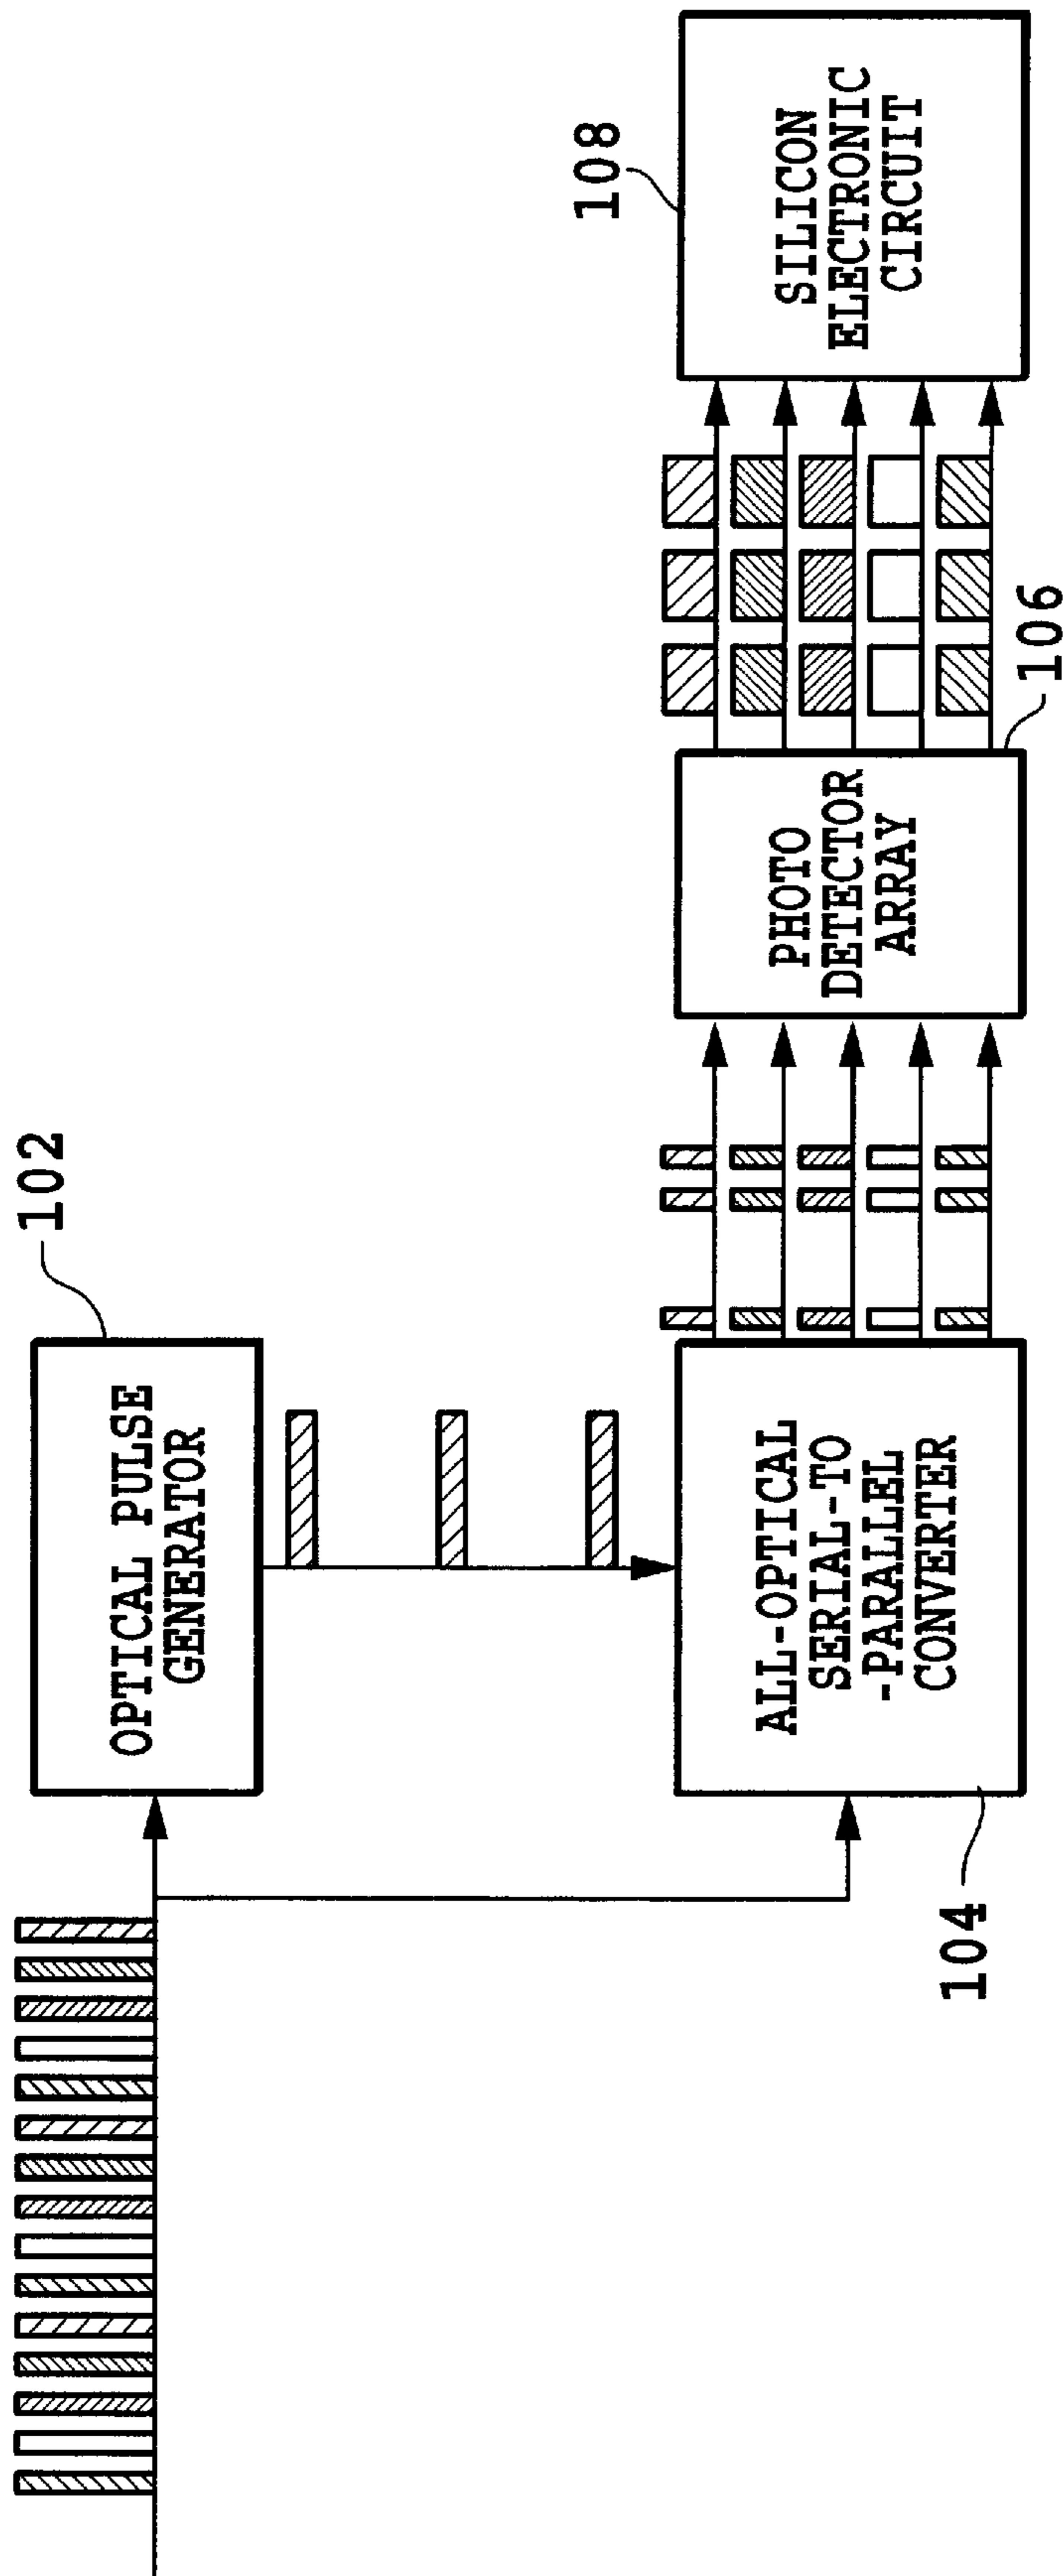 102
OPTICAL PULSE
GENERATOR
104
ALL-OPTICAL
SERIAL-TO
-PARALLEL
CONVERTER
PHOTO
DETECTOR
ARRAY
106
108
SILICON
ELECTRONIC
CIRCUIT